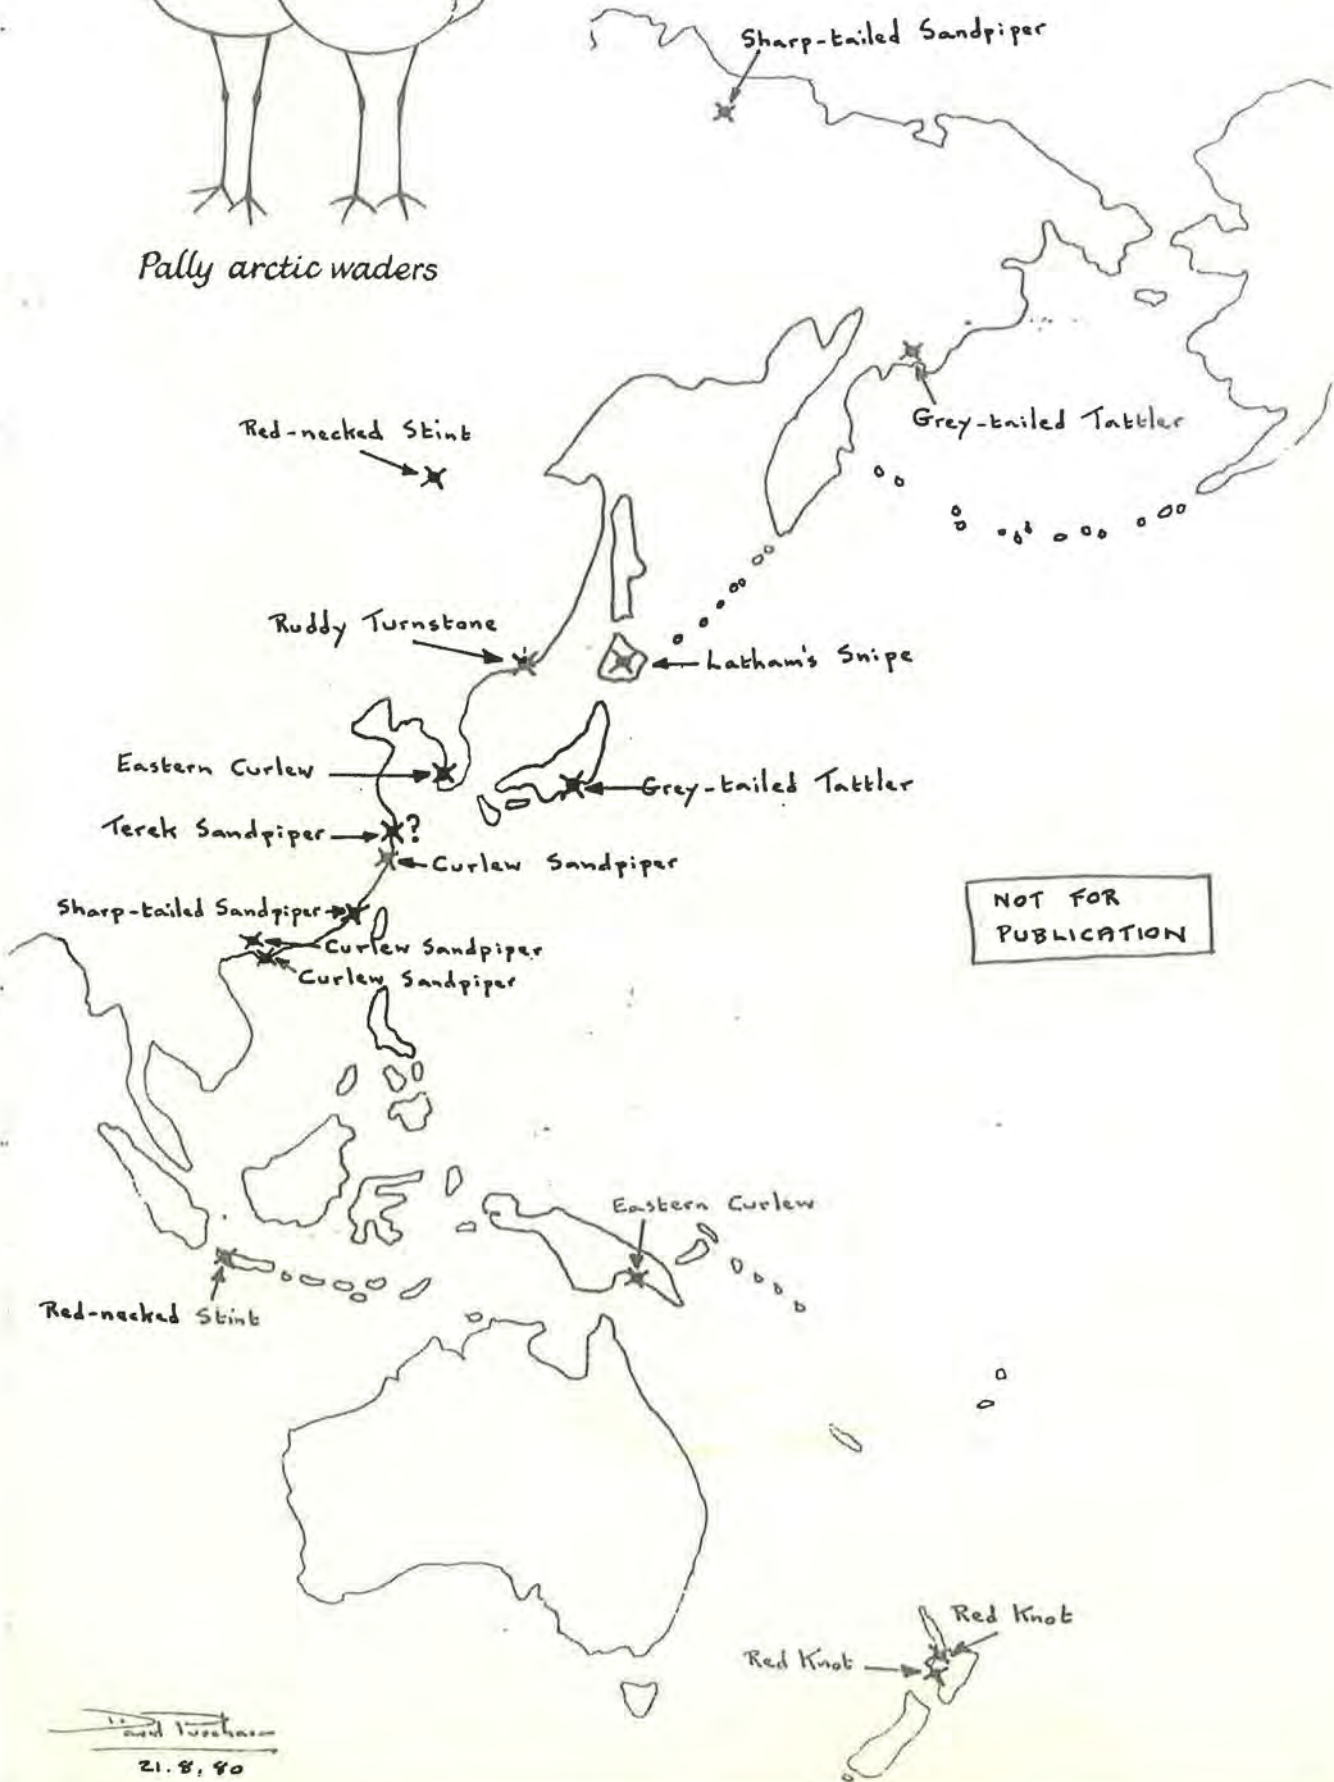 Sharp-tailed Sandpiper
Pally arctic waders
Grey-tailed Tattler
Red-necked Stint
Ruddy Turnstone
Latham's Snipe
Eastern Curlew
Grey-tailed Tattler
Terek Sandpiper
?
Curlew Sandpiper
Sharp-tailed Sandpiper
NOT FOR
PUBLICATION
Curlew Sandpiper
Curlew Sandpiper
Eastern Curlew
Red-necked Stint
Red Knot
Red Knot
David
21.8.80